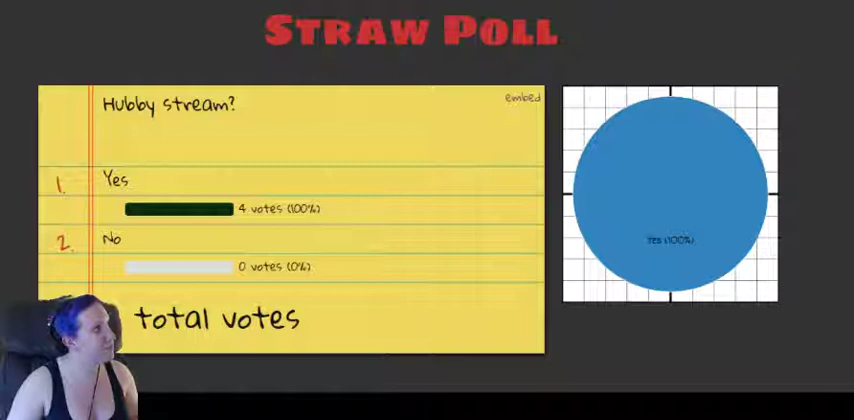 Straw Poll
Hubby stream?
embed
1. Yes
4 votes (100%)
2. No
0 votes (0%)
total votes
YES (100%)